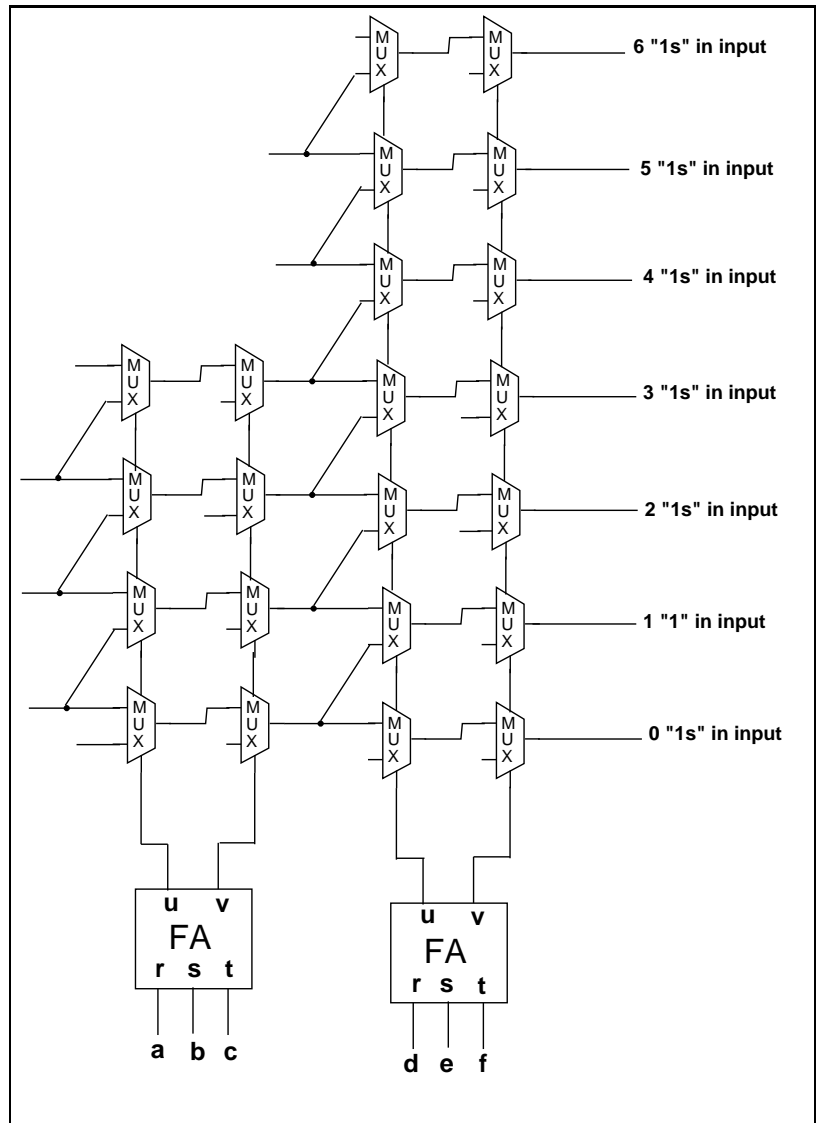 M U X
M U X
6 "1s" in input
M U X
M U X
5 "1s" in input
M U X
M U X
4 "1s" in input
M U X
M U X
M U X
M U X
3 "1s" in input
M U X
M U X
M U X
M U X
2 "1s" in input
M U X
M U X
M U X
M U X
1 "1" in input
M U X
M U X
M U X
M U X
0 "1s" in input
u v
FA
r s t
a b c
u v
FA
r s t
d e f